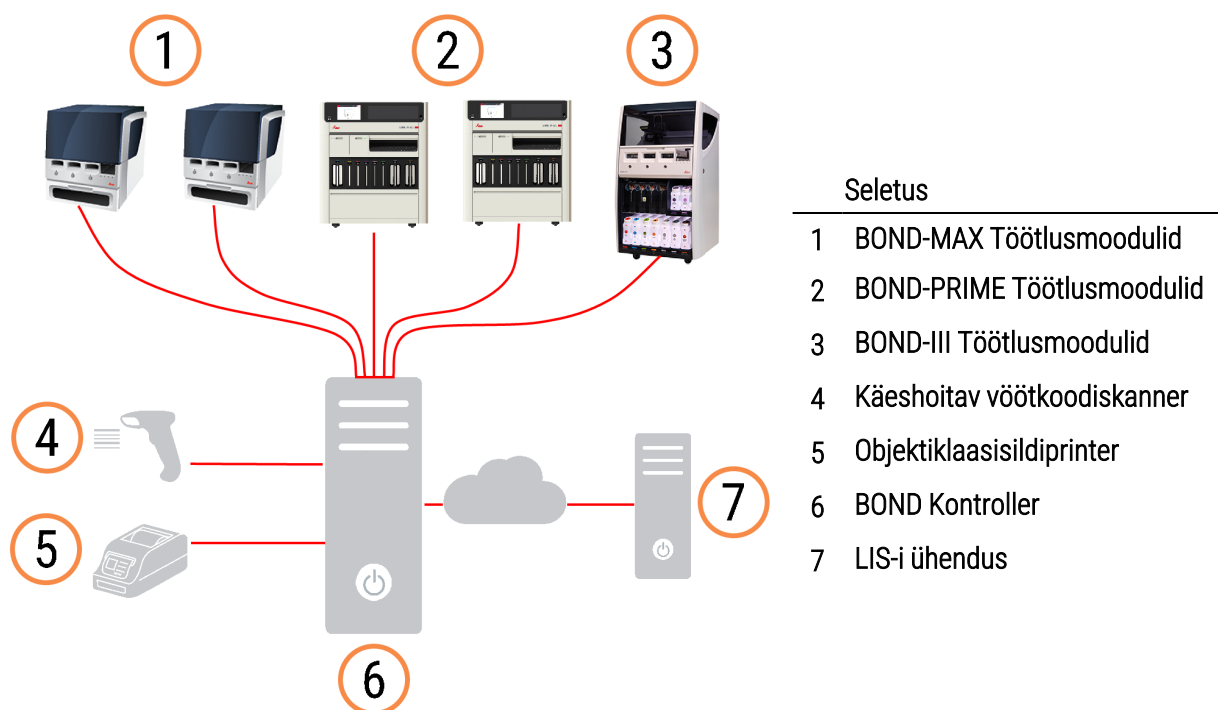 1
2
3
4
5
6
7
Seletus
1 BOND-MAX Töötlusmoodulid
2 BOND-PRIME Töötlusmoodulid
3 BOND-III Töötlusmoodulid
4 Käeshoitav vöötkoodiskanner
5 Objektiklaasisildiprinter
6 BOND Kontroller
7 LIS-i ühendus